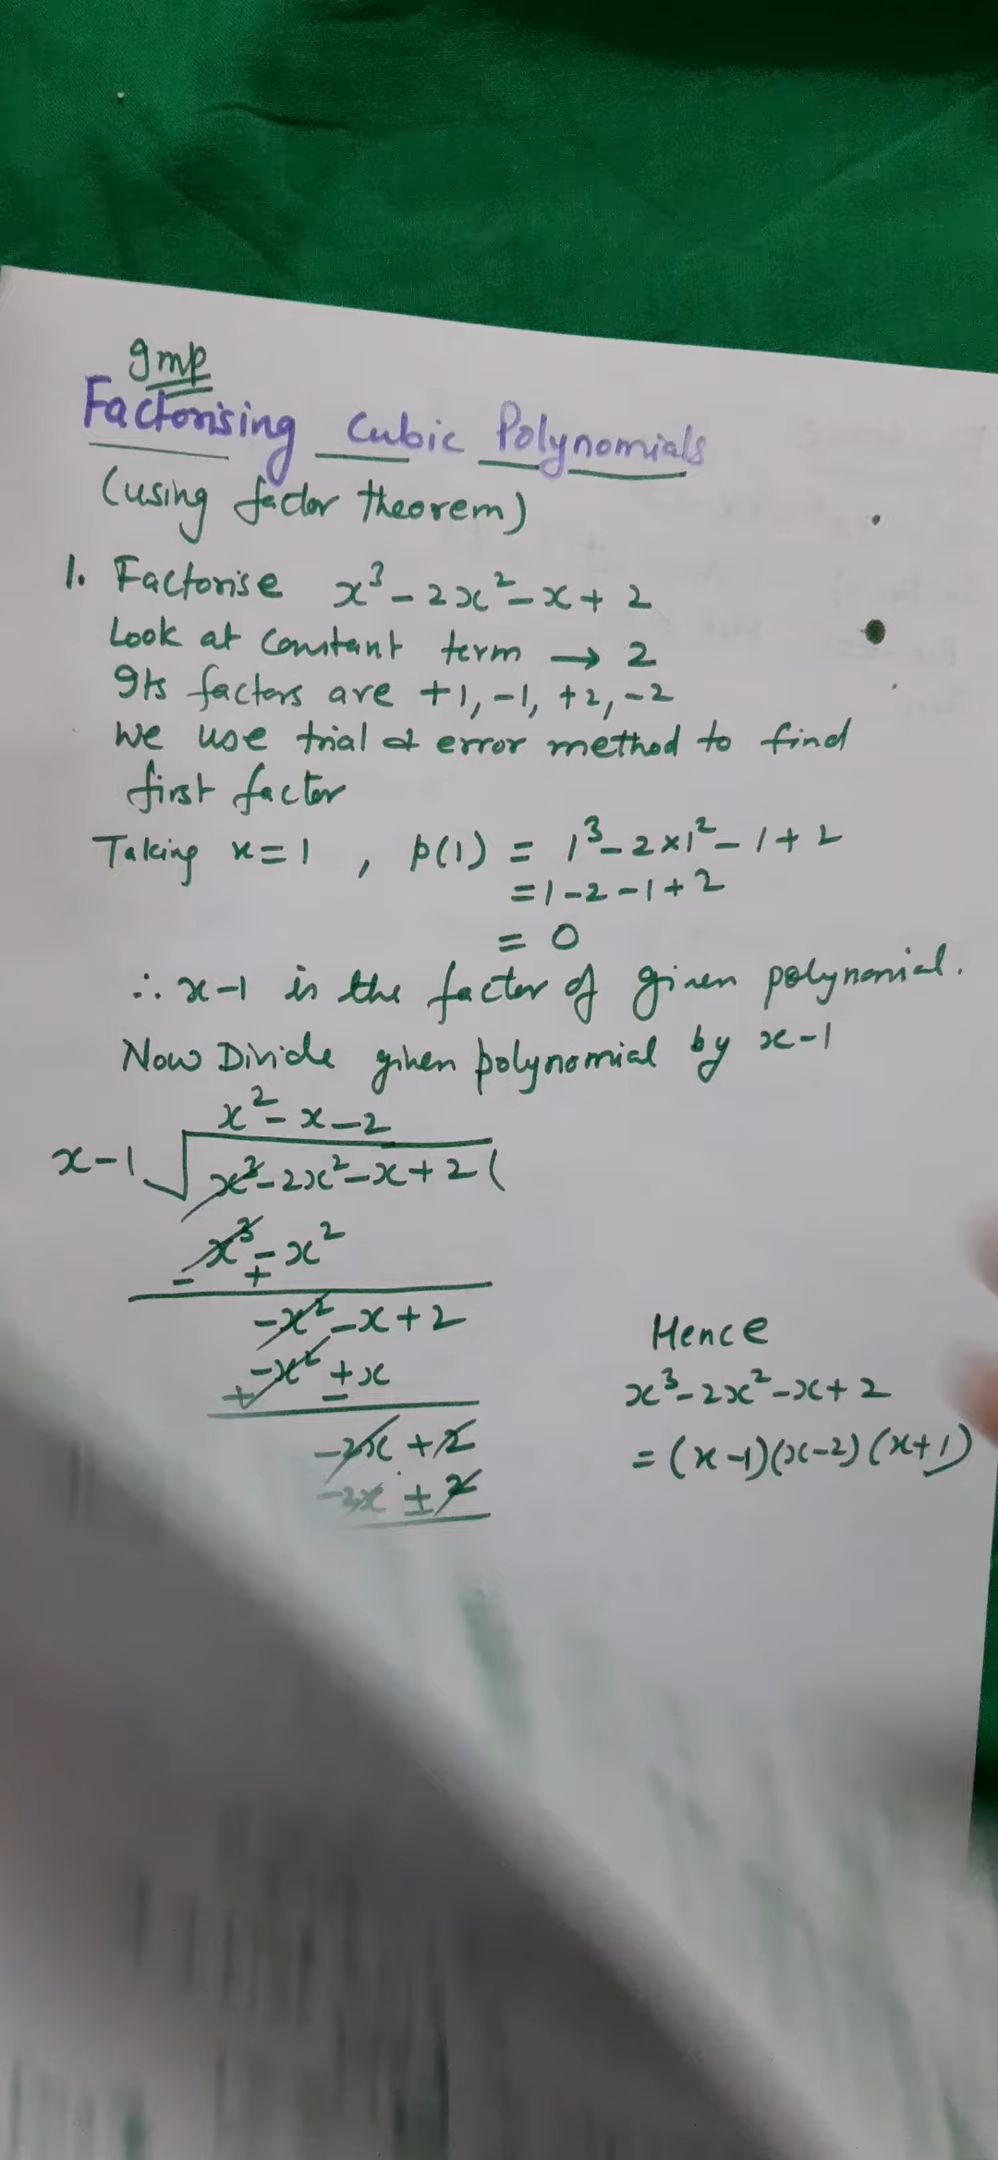 Imp
Factorising Cubic Polynomials
(using factor theorem)
1. Factorise x³ - 2x² - x + 2
Look at constant term → 2
Its factors are +1, -1, +2, -2
We use trial & error method to find
first factor
Taking x = 1 , p(1) = 1³ - 2×1² - 1 + 2
= 1 - 2 - 1 + 2
= 0
∴ x-1 is the factor of given polynomial.
Now Divide given polynomial by x-1
x² - x - 2
x-1 √ x³ - 2x² - x + 2 (
x³ - x²
- +
-x² - x + 2
-x² + x
+ -
-2x + 2
-2x + 2
-
Hence
x³ - 2x² - x + 2
= (x-1)(x-2)(x+1)